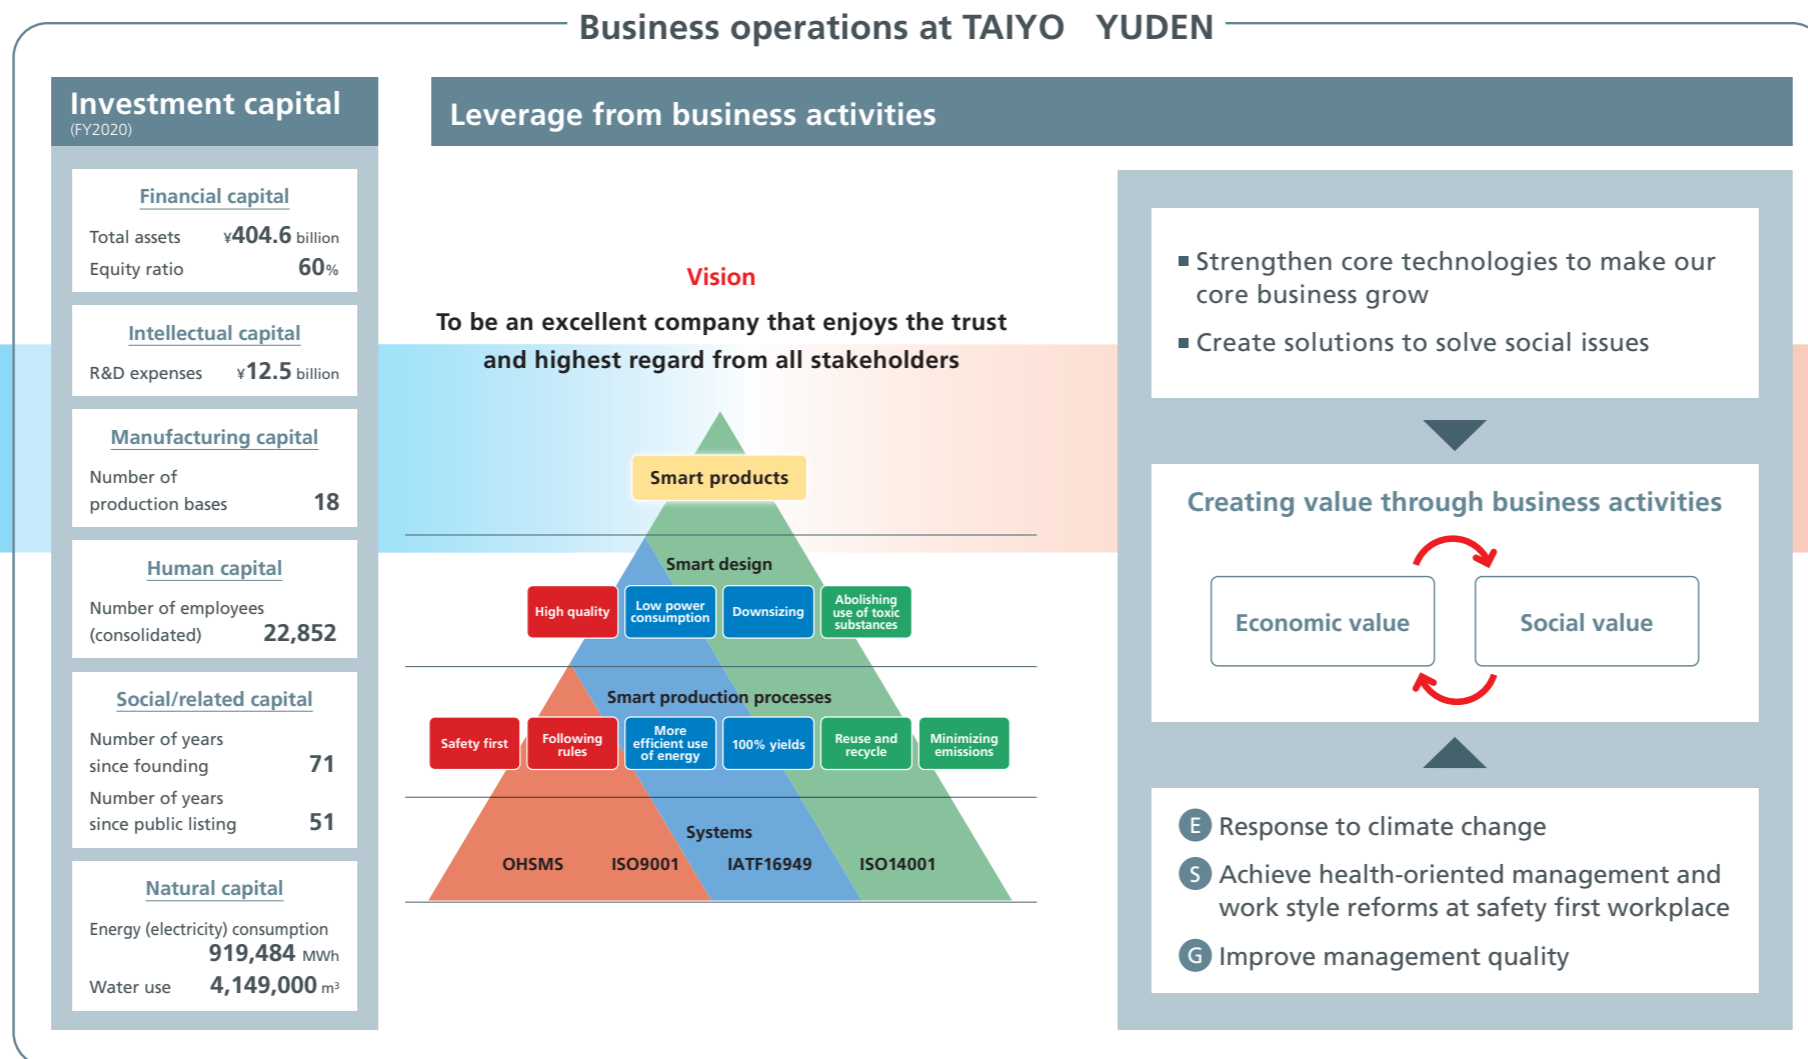 Business operations at TAIYO YUDEN
Investment capital
(FY2020)
Financial capital
Total assets ¥404.6 billion
Equity ratio 60%
Intellectual capital
R&D expenses ¥12.5 billion
Manufacturing capital
Number of
production bases 18
Human capital
Number of employees
(consolidated) 22,852
Social/related capital
Number of years
since founding 71
Number of years
since public listing 51
Natural capital
Energy (electricity) consumption
919,484 MWh
Water use 4,149,000 m³
Leverage from business activities
Vision
To be an excellent company that enjoys the trust
and highest regard from all stakeholders
Smart products
Smart design
High quality
Low power
consumption
Downsizing
Abolishing
use of toxic
substances
Smart production processes
Safety first
Following
rules
More
efficient use
of energy
100% yields
Reuse and
recycle
Minimizing
emissions
Systems
OHSMS ISO9001 IATF16949 ISO14001
■ Strengthen core technologies to make our
core business grow
■ Create solutions to solve social issues
Creating value through business activities
Economic value
Social value
E Response to climate change
S Achieve health-oriented management and
work style reforms at safety first workplace
G Improve management quality